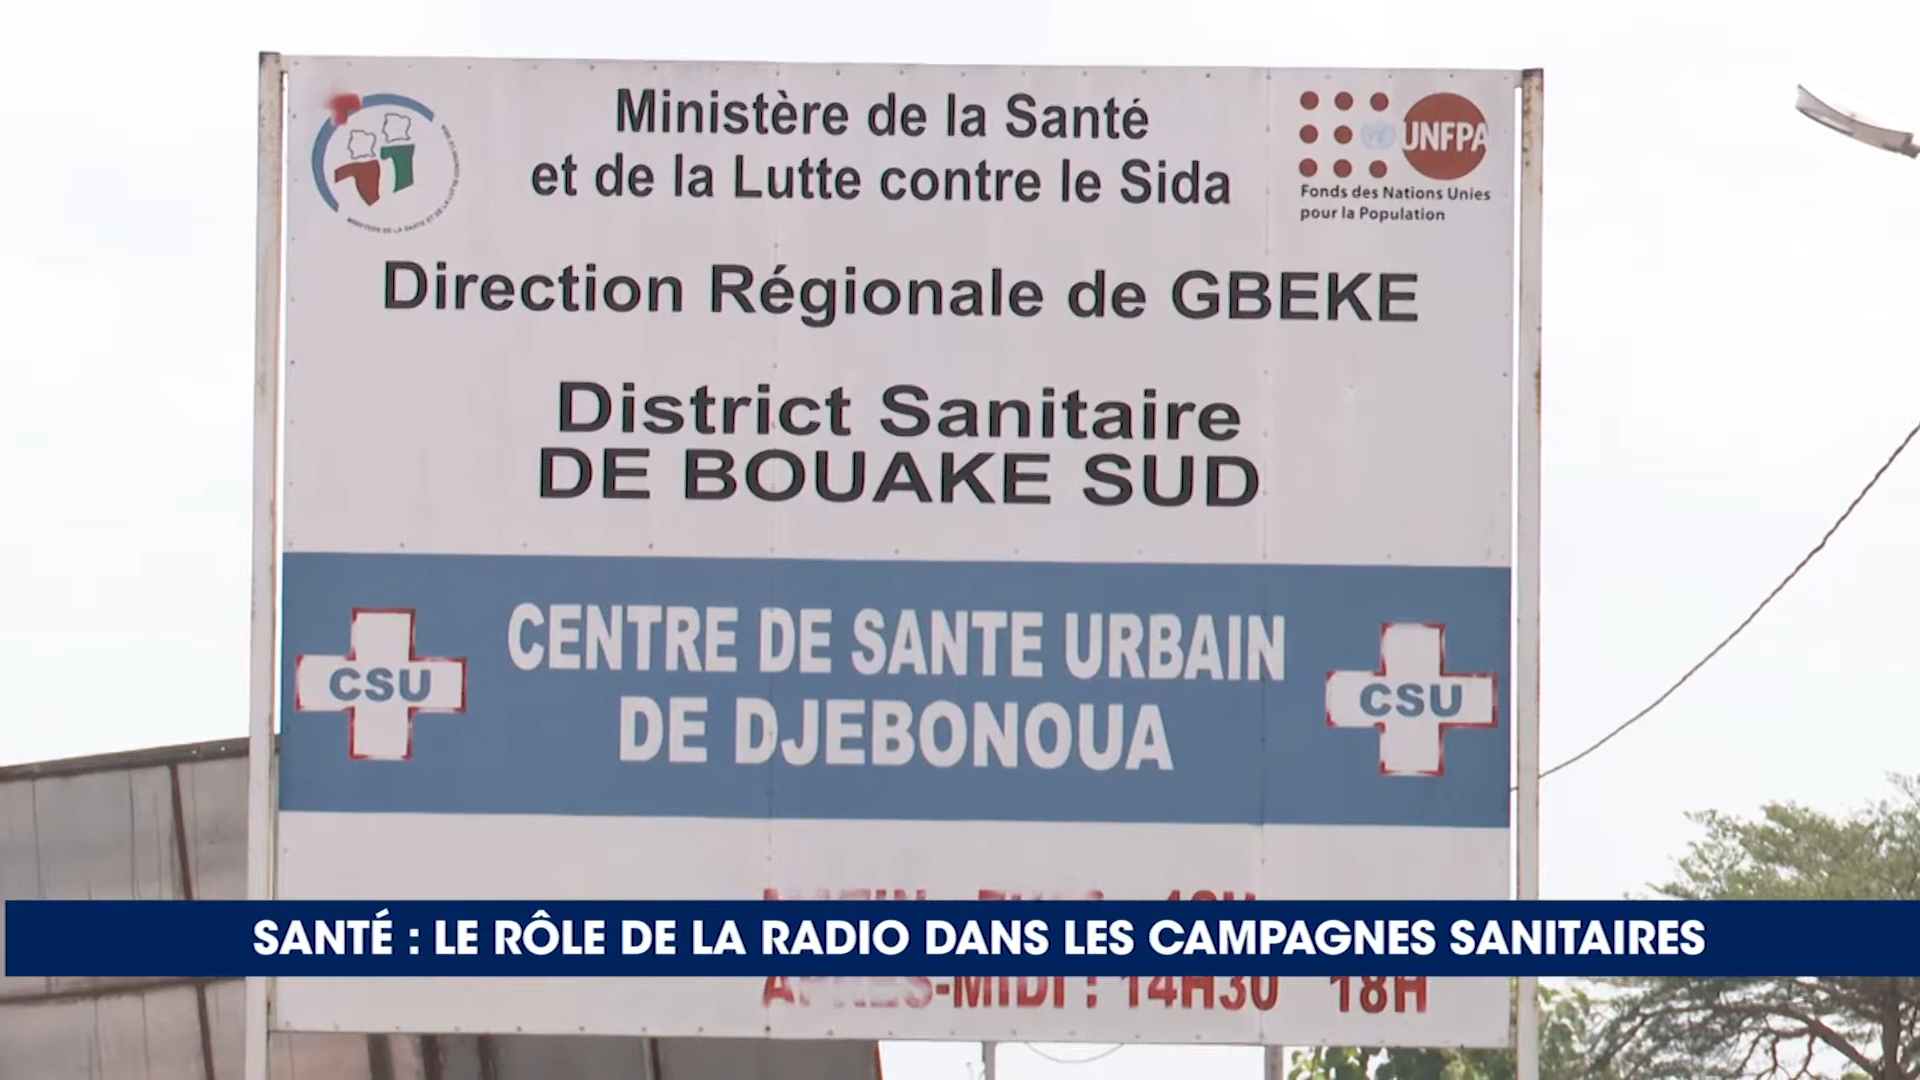 Ministère de la Santé
et de la Lutte contre le Sida
UNFPA
Fonds des Nations Unies
pour la Population
Direction Régionale de GBEKE
District Sanitaire
DE BOUAKE SUD
CSU
CENTRE DE SANTE URBAIN
DE DJEBONOUA
CSU
SANTÉ : LE RÔLE DE LA RADIO DANS LES CAMPAGNES SANITAIRES
APRES-MIDI : 14H30 18H